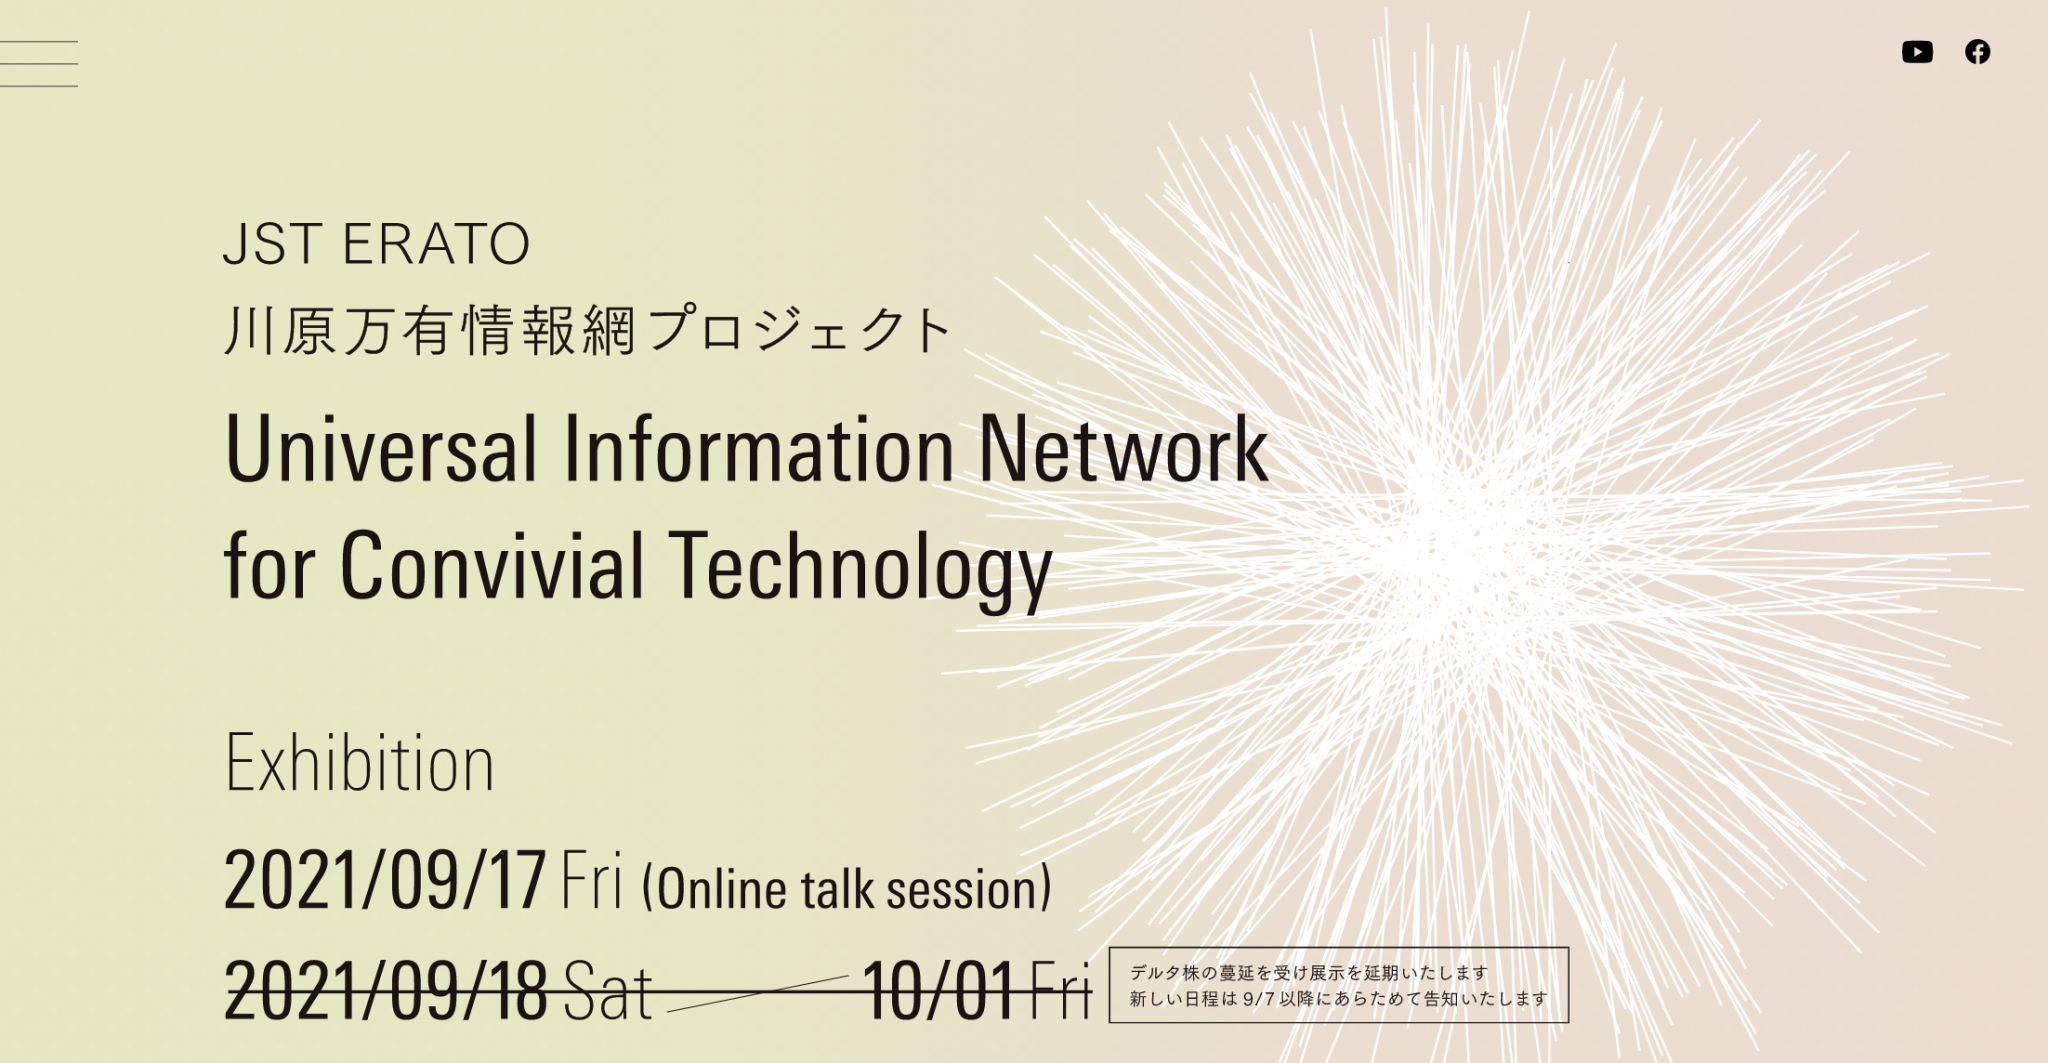 JST ERATO
川原万有情報網プロジェクト
Universal Information Network
for Convivial Technology
Exhibition
2021/09/17 Fri (Online talk session)
2021/09/18 Sat 10/01 Fri
デルタ株の蔓延を受け展示を延期いたします
新しい日程は 9/7 以降にあらためて告知いたします